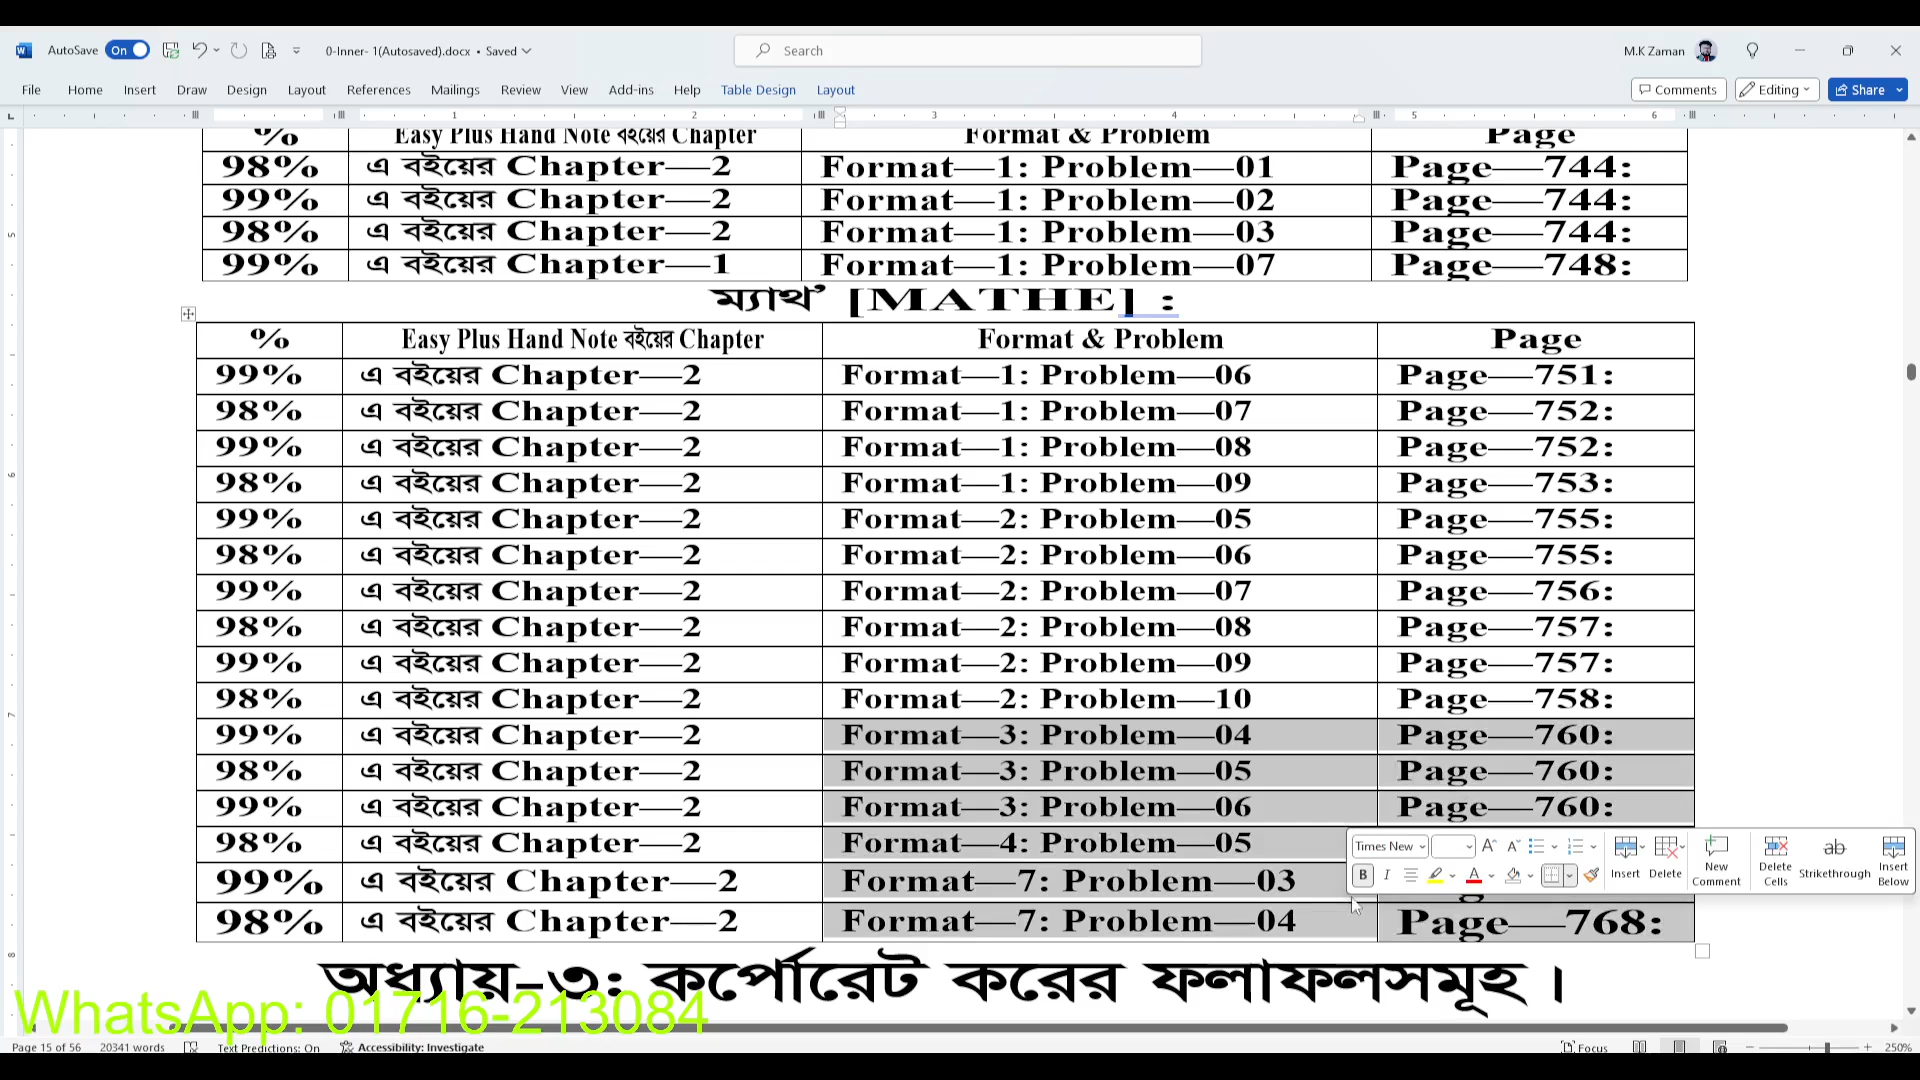 AutoSave On 0-Inner- 1(Autosaved).docx • Saved Search M.K Zaman
File Home Insert Draw Design Layout References Mailings Review View Add-ins Help Table Design Layout Comments Editing Share
1 2 3 4 5 6
% Easy Plus Hand Note বইয়ের Chapter Format & Problem Page
98% এ বইয়ের Chapter—2 Format—1: Problem—01 Page—744:
99% এ বইয়ের Chapter—2 Format—1: Problem—02 Page—744:
98% এ বইয়ের Chapter—2 Format—1: Problem—03 Page—744:
99% এ বইয়ের Chapter—1 Format—1: Problem—07 Page—748:
ম্যাথ’ [MATHE] :
% Easy Plus Hand Note বইয়ের Chapter Format & Problem Page
99% এ বইয়ের Chapter—2 Format—1: Problem—06 Page—751:
98% এ বইয়ের Chapter—2 Format—1: Problem—07 Page—752:
99% এ বইয়ের Chapter—2 Format—1: Problem—08 Page—752:
98% এ বইয়ের Chapter—2 Format—1: Problem—09 Page—753:
99% এ বইয়ের Chapter—2 Format—2: Problem—05 Page—755:
98% এ বইয়ের Chapter—2 Format—2: Problem—06 Page—755:
99% এ বইয়ের Chapter—2 Format—2: Problem—07 Page—756:
98% এ বইয়ের Chapter—2 Format—2: Problem—08 Page—757:
99% এ বইয়ের Chapter—2 Format—2: Problem—09 Page—757:
98% এ বইয়ের Chapter—2 Format—2: Problem—10 Page—758:
99% এ বইয়ের Chapter—2 Format—3: Problem—04 Page—760:
98% এ বইয়ের Chapter—2 Format—3: Problem—05 Page—760:
99% এ বইয়ের Chapter—2 Format—3: Problem—06 Page—760:
98% এ বইয়ের Chapter—2 Format—4: Problem—05
99% এ বইয়ের Chapter—2 Format—7: Problem—03
98% এ বইয়ের Chapter—2 Format—7: Problem—04 Page—768:
Times New
B I A Insert Delete New Comment Delete Cells Strikethrough Insert Below
অধ্যায়-৩: কর্পোরেট করের ফলাফলসমূহ।
WhatsApp: 01716-213084
Page 15 of 56 20341 words Text Predictions: On Accessibility: Investigate Focus 250%